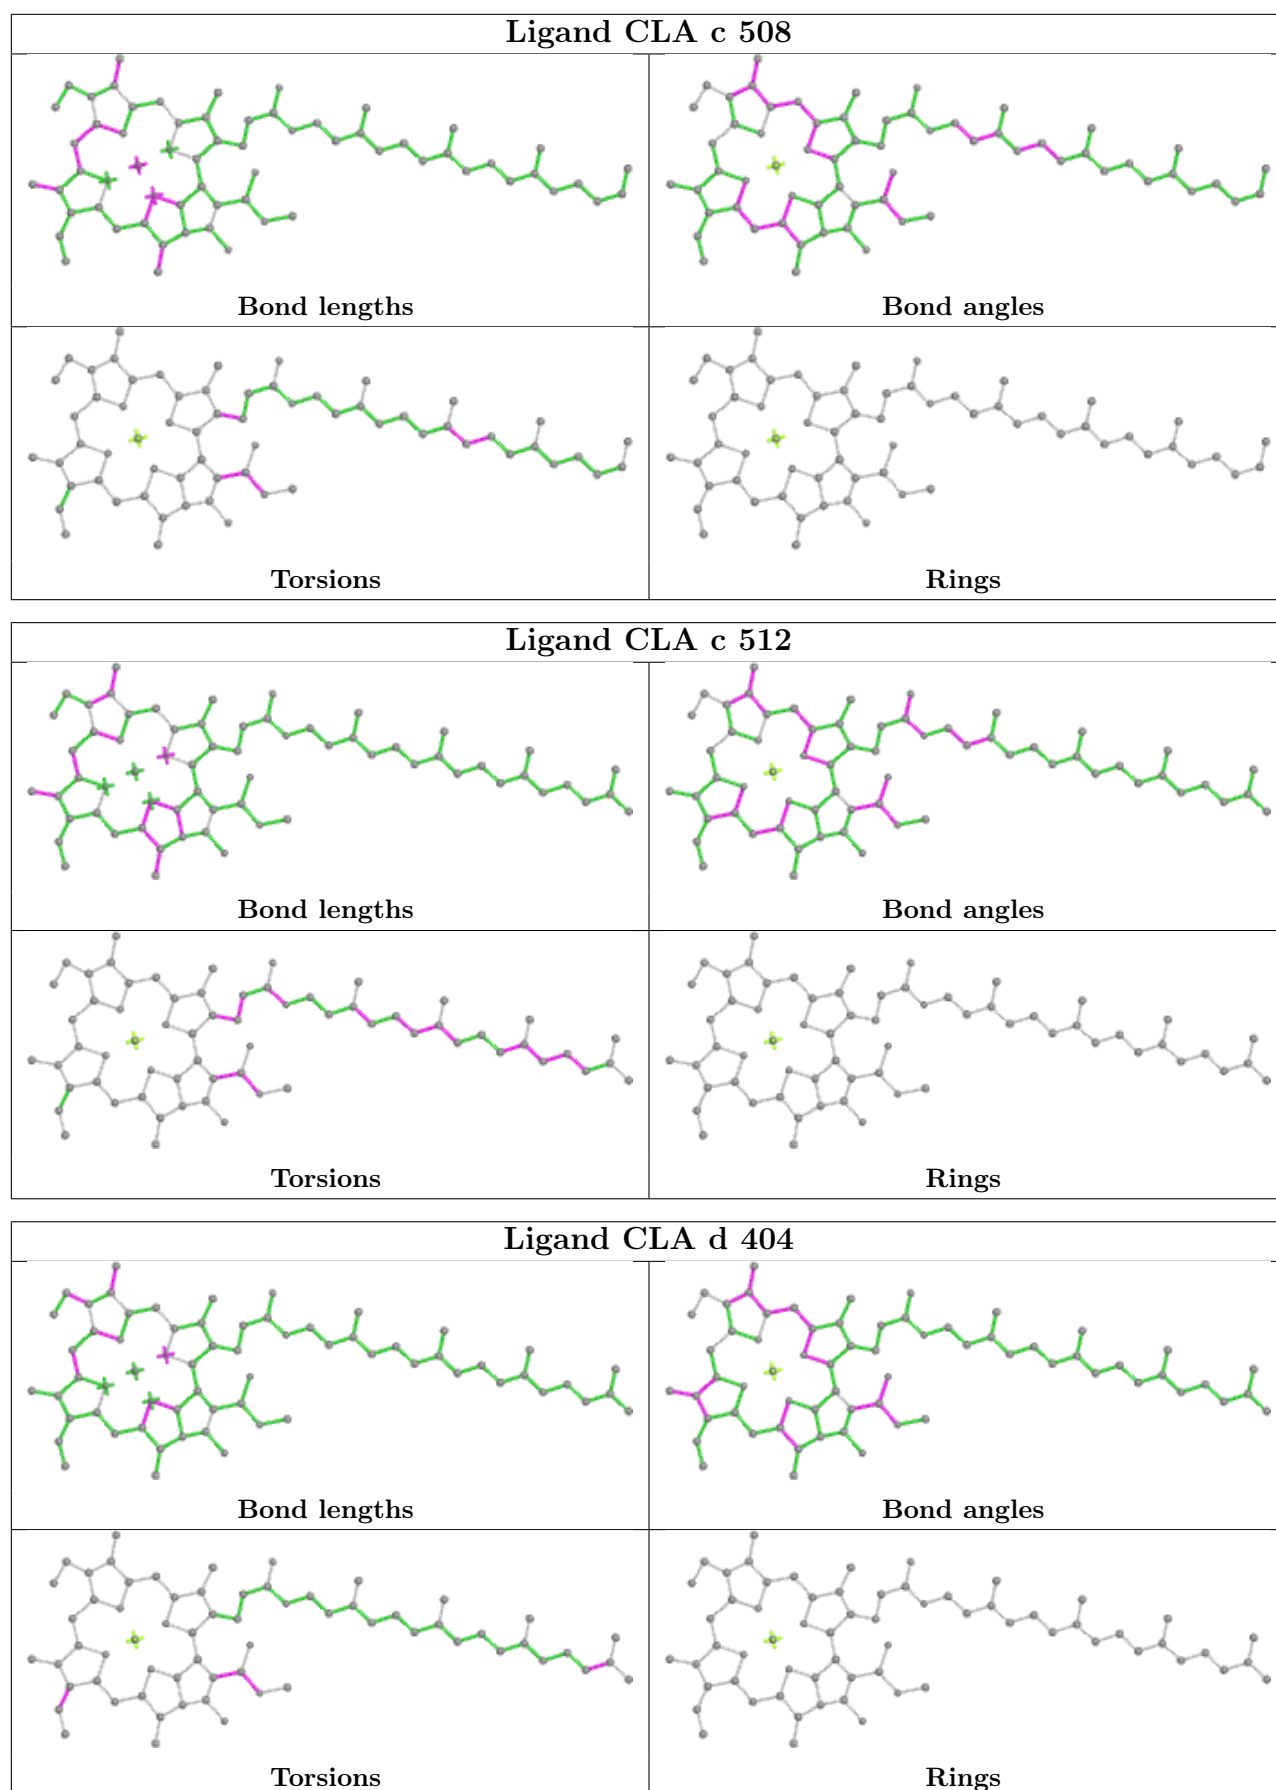 Ligand CLA c 508
Bond lengths
Bond angles
Torsions
Rings
Ligand CLA c 512
Bond lengths
Bond angles
Torsions
Rings
Ligand CLA d 404
Bond lengths
Bond angles
Torsions
Rings